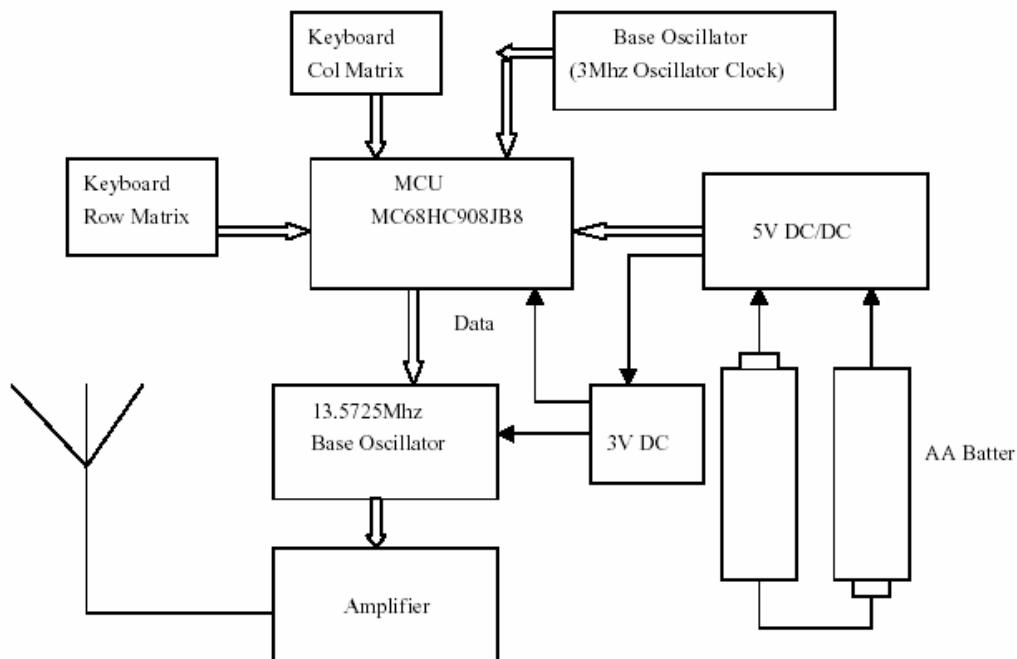 Keyboard
Col Matrix
Base Oscillator
(3Mhz Oscillator Clock)
Keyboard
Row Matrix
MCU
MC68HC908JB8
5V DC/DC
Data
13.5725Mhz
Base Oscillator
3V DC
AA Batter
Amplifier